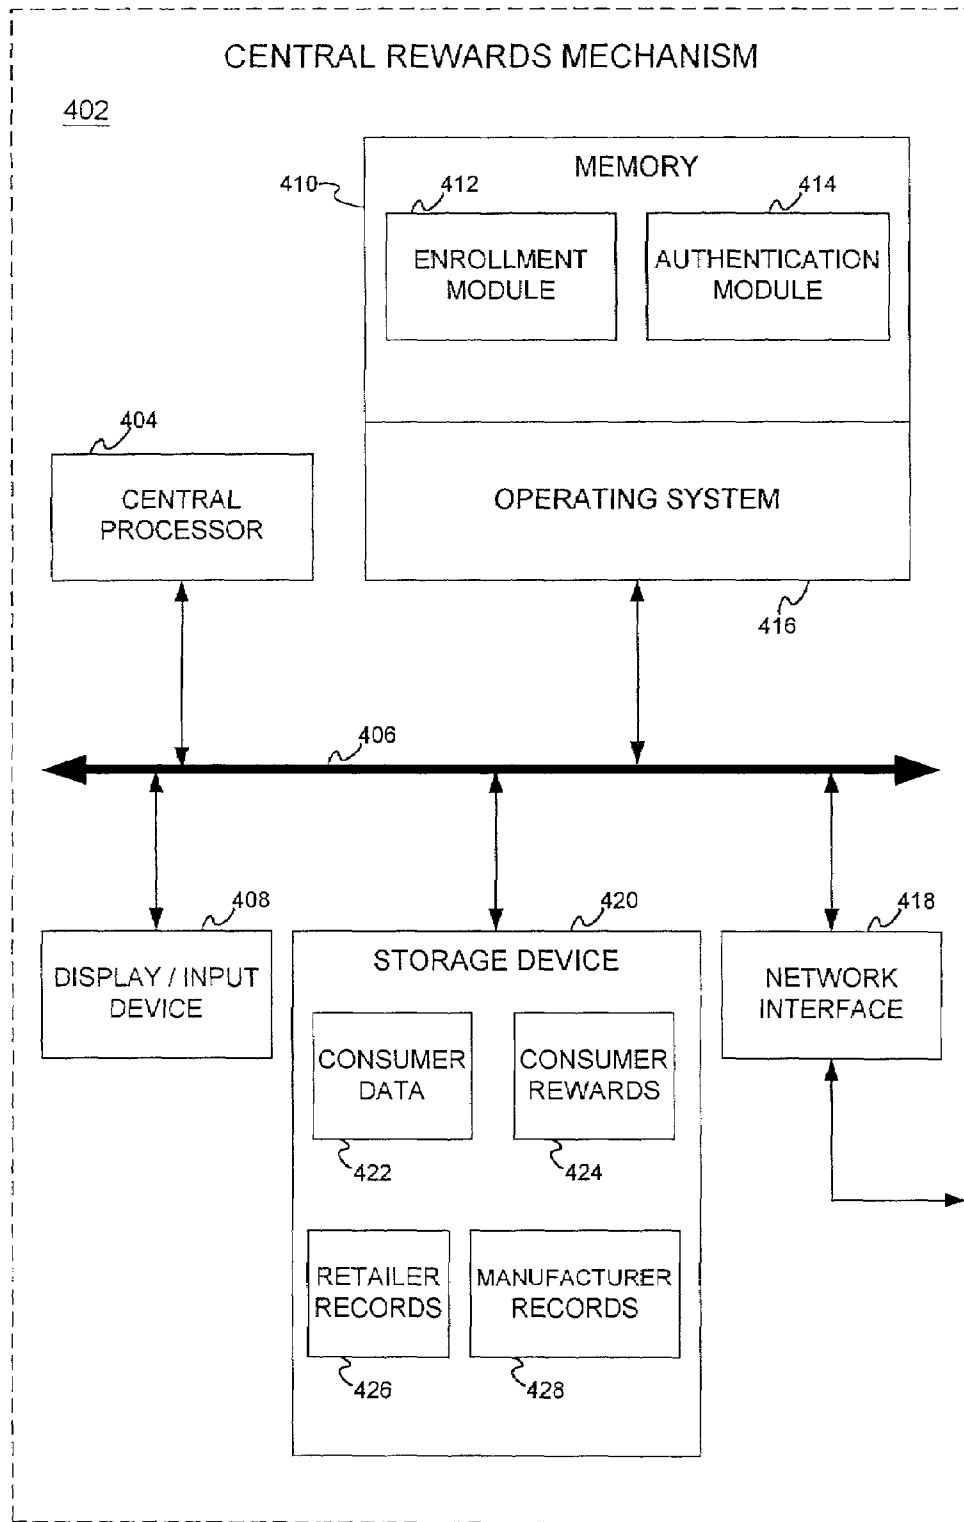 CENTRAL REWARDS MECHANISM
402
MEMORY
410
412
414
ENROLLMENT
MODULE
AUTHENTICATION
MODULE
404
CENTRAL
PROCESSOR
OPERATING SYSTEM
416
406
408
420
418
DISPLAY / INPUT
DEVICE
STORAGE DEVICE
NETWORK
INTERFACE
CONSUMER
DATA
CONSUMER
REWARDS
422
424
RETAILER
RECORDS
MANUFACTURER
RECORDS
426
428